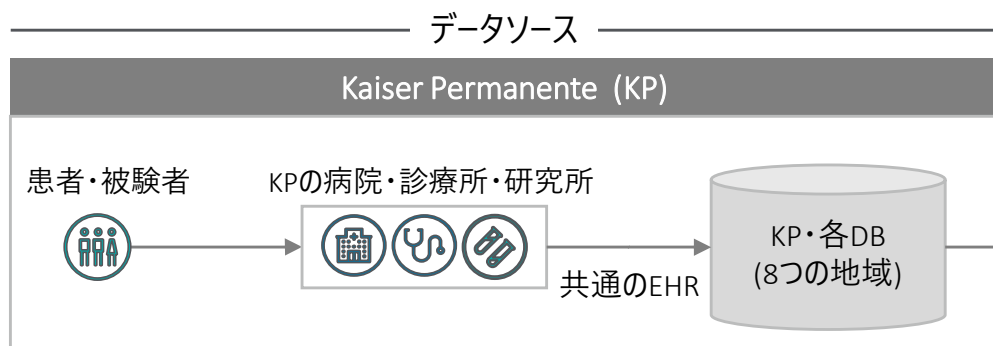 データソース
Kaiser Permanente（KP）
患者・被験者
KPの病院・診療所・研究所
共通のEHR
KP・各DB
(8つの地域)